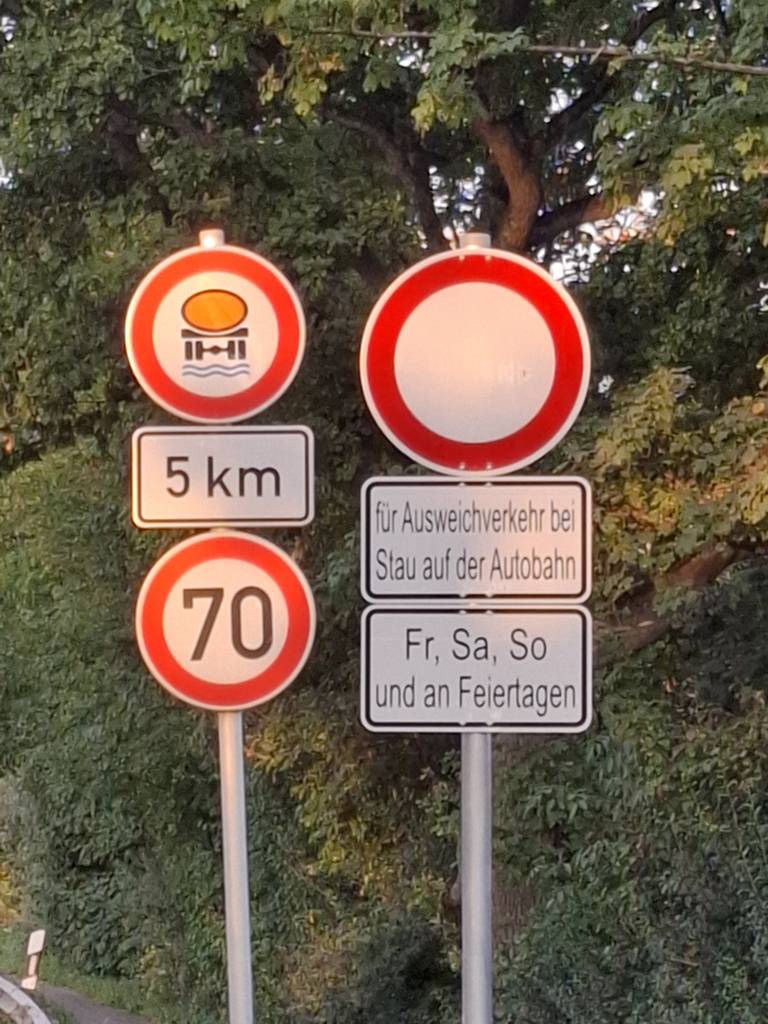 5 km
70
für Ausweichverkehr bei
Stau auf der Autobahn
Fr, Sa, So
und an Feiertagen